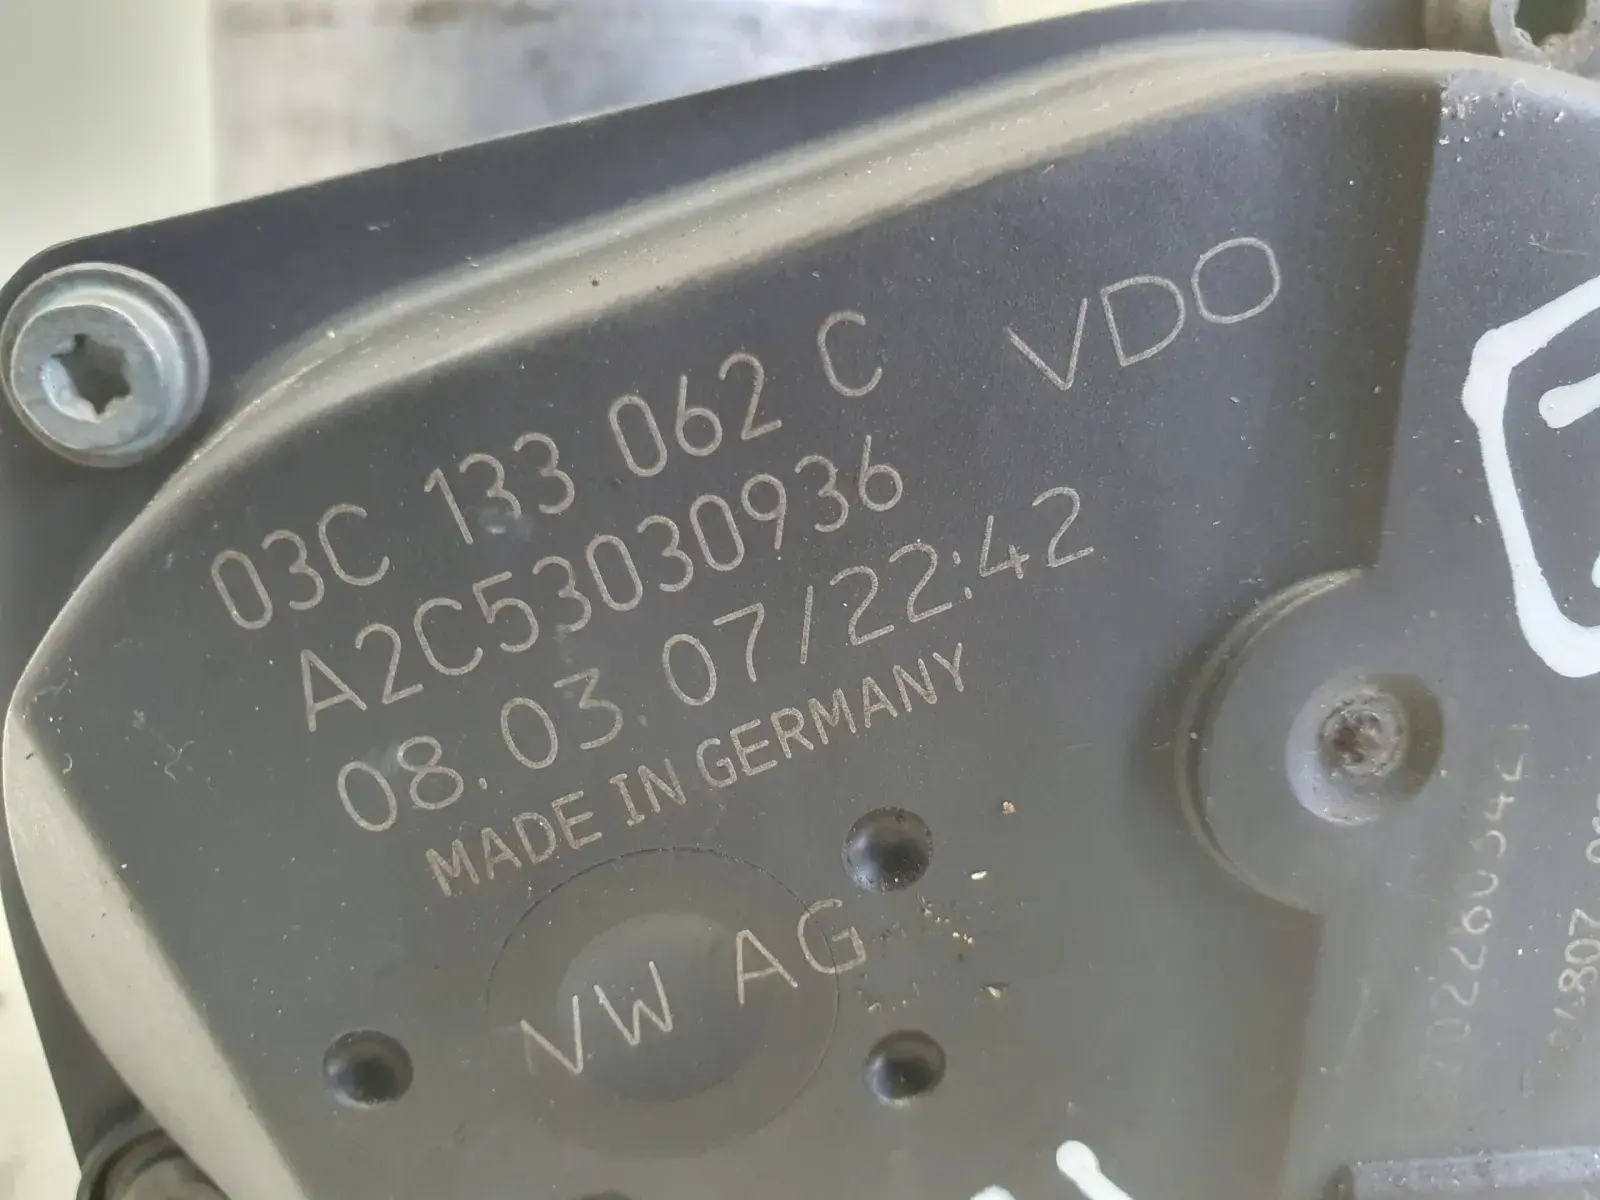 VDO
03C 133 062 C
A2C53030936
08.03.07/22:42
MADE IN GERMANY
VW AG